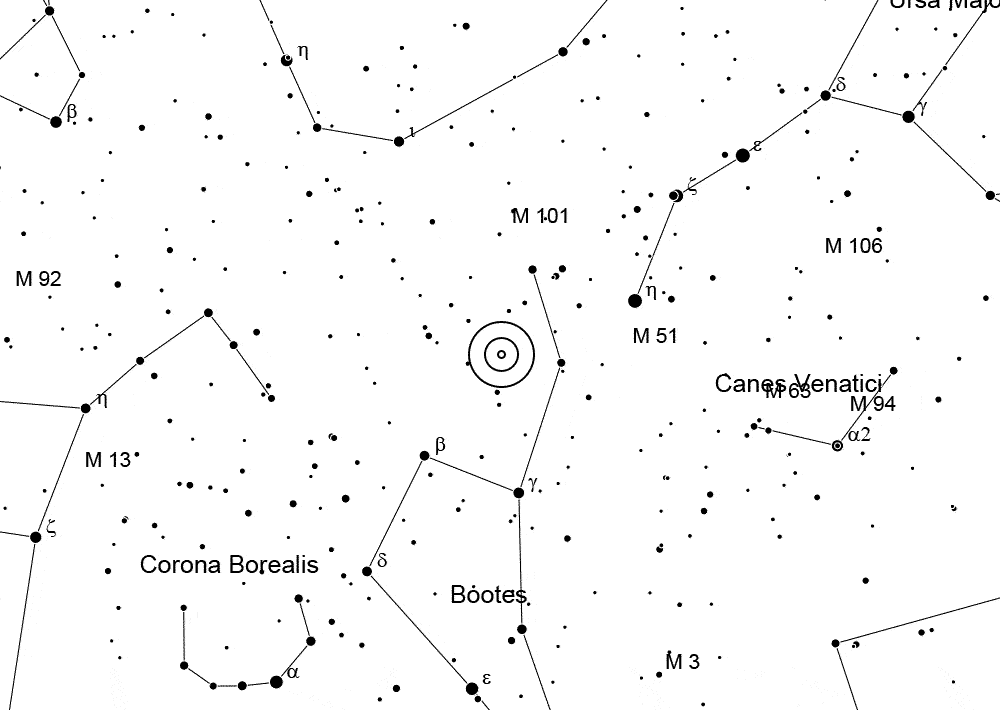 Ursa Majo
η
β
δ
γ
ι
ε
ζ
M 101
M 106
M 92
η
M 51
Canes Venatici
M 63
η
M 94
α2
β
M 13
γ
ζ
Corona Borealis
δ
Bootes
M 3
α
ε